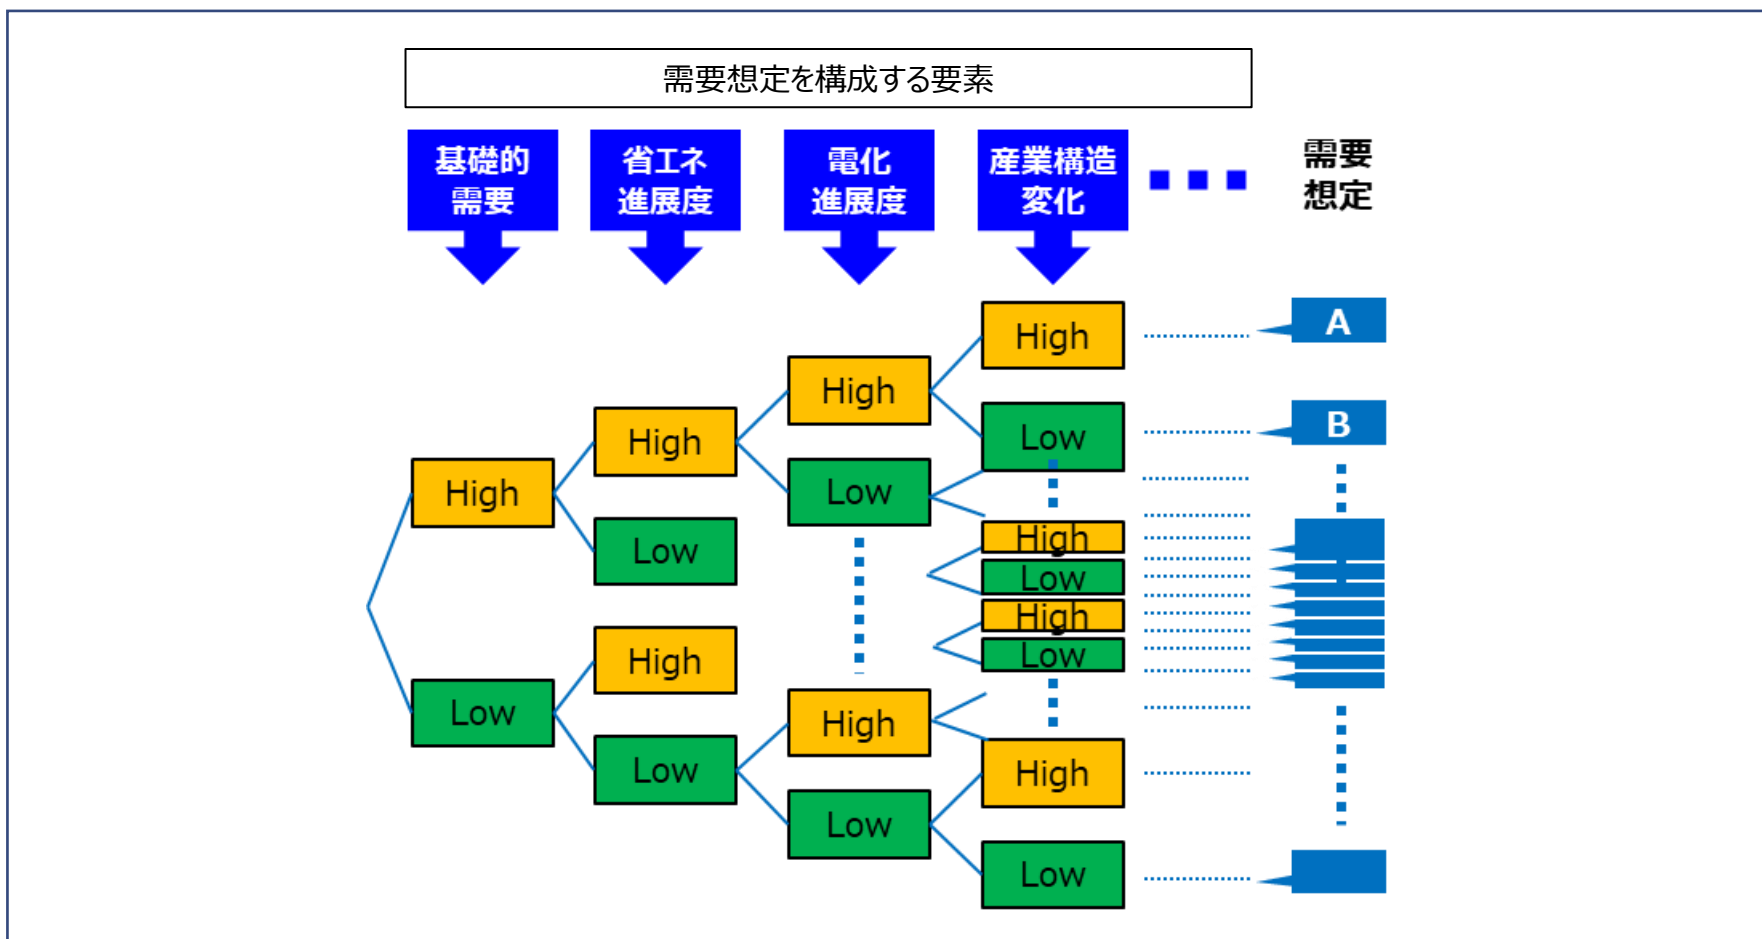 需要想定を構成する要素
基礎的
需要
省エネ
進展度
電化
進展度
産業構造
変化
需要
想定
High
Low
High
Low
High
Low
High
Low
High
Low
High
Low
High
Low
High
Low
High
Low
A
B